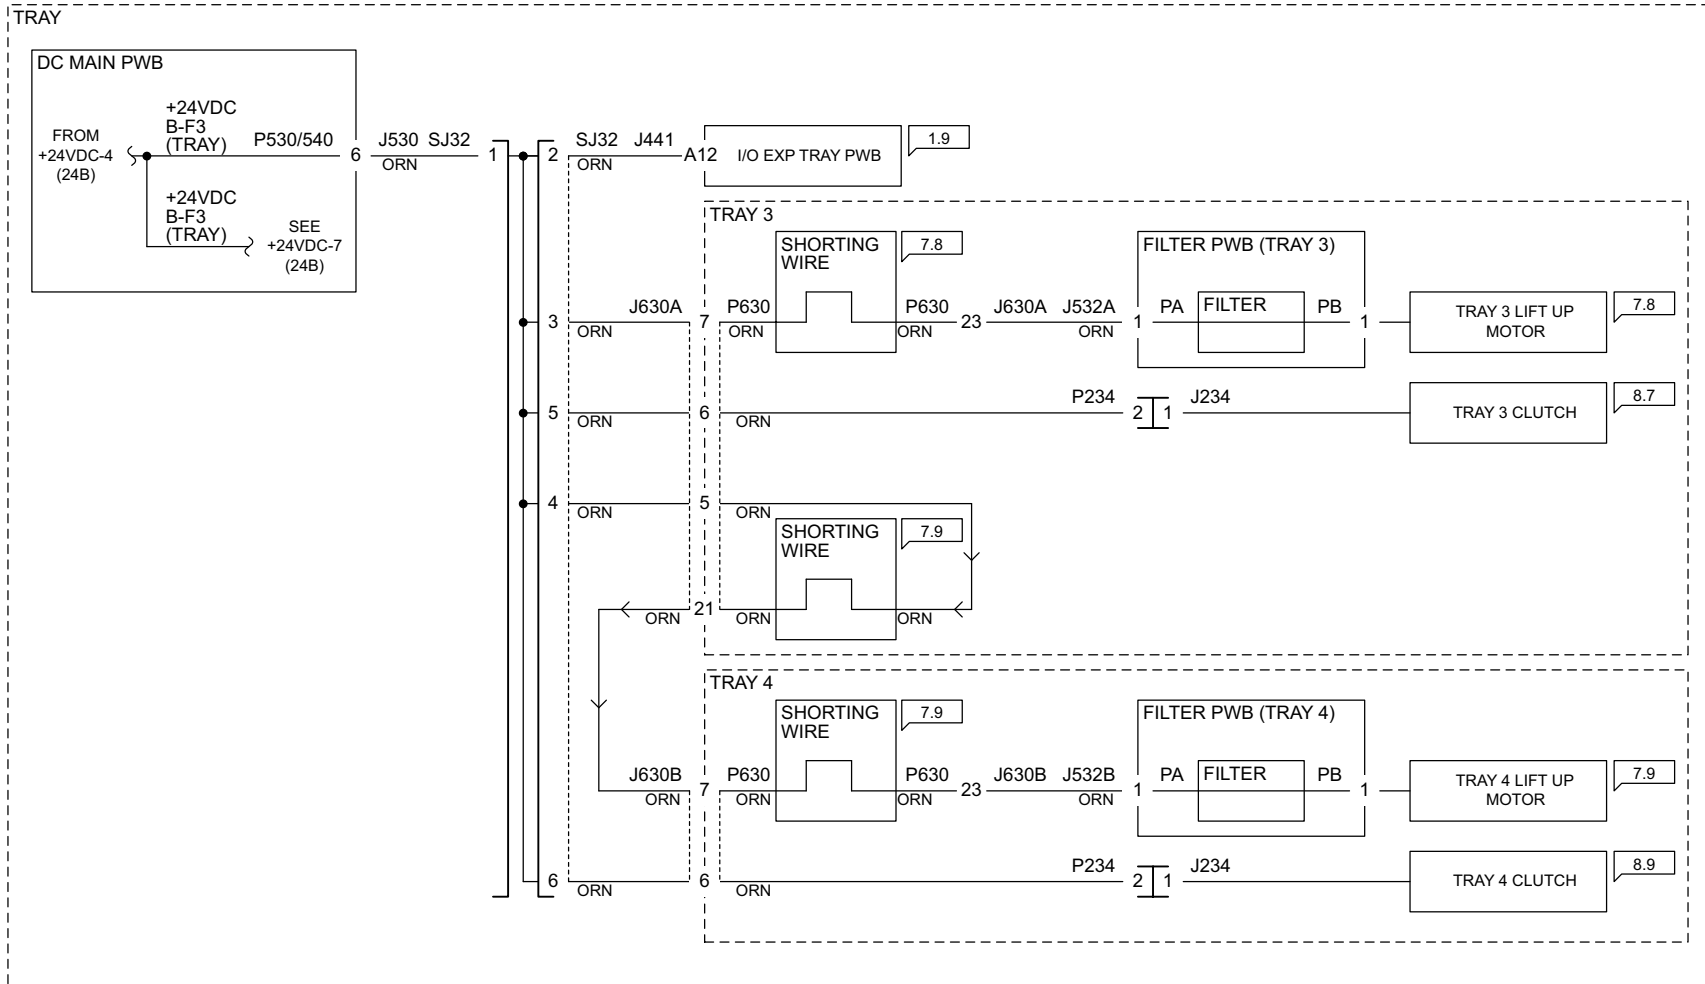 TRAY
DC MAIN PWB
+24VDC
B-F3
(TRAY)
FROM
+24VDC-4
(24B)
P530/540
6
J530 SJ32
ORN
1
2
SJ32 J441
ORN
A12
I/O EXP TRAY PWB
1.9
+24VDC
B-F3
(TRAY)
SEE
+24VDC-7
(24B)
TRAY 3
SHORTING
WIRE
7.8
FILTER PWB (TRAY 3)
3
ORN
J630A
7
P630
ORN
P630
ORN
23
J630A J532A
ORN
1
PA
FILTER
PB
1
TRAY 3 LIFT UP
MOTOR
7.8
5
ORN
6
ORN
P234
2
1
J234
TRAY 3 CLUTCH
8.7
4
ORN
5
ORN
SHORTING
WIRE
7.9
ORN
21
ORN
ORN
TRAY 4
SHORTING
WIRE
7.9
FILTER PWB (TRAY 4)
J630B
ORN
7
P630
ORN
P630
ORN
23
J630B J532B
ORN
1
PA
FILTER
PB
1
TRAY 4 LIFT UP
MOTOR
7.9
6
ORN
6
ORN
P234
2
1
J234
TRAY 4 CLUTCH
8.9